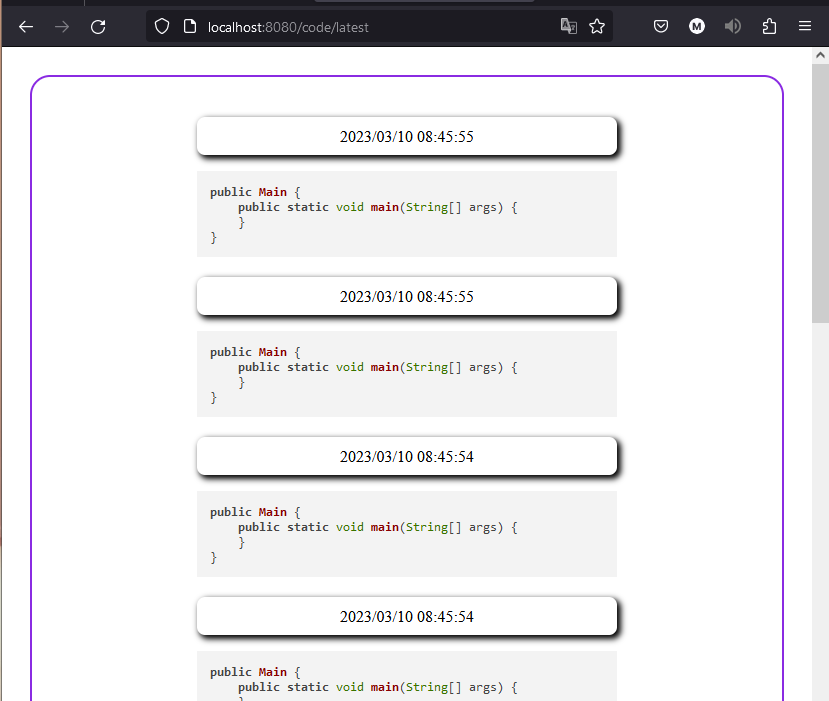 localhost:8080/code/latest
M
2023/03/10 08:45:55
public Main {
    public static void main(String[] args) {
    }
}
2023/03/10 08:45:55
public Main {
    public static void main(String[] args) {
    }
}
2023/03/10 08:45:54
public Main {
    public static void main(String[] args) {
    }
}
2023/03/10 08:45:54
public Main {
    public static void main(String[] args) {